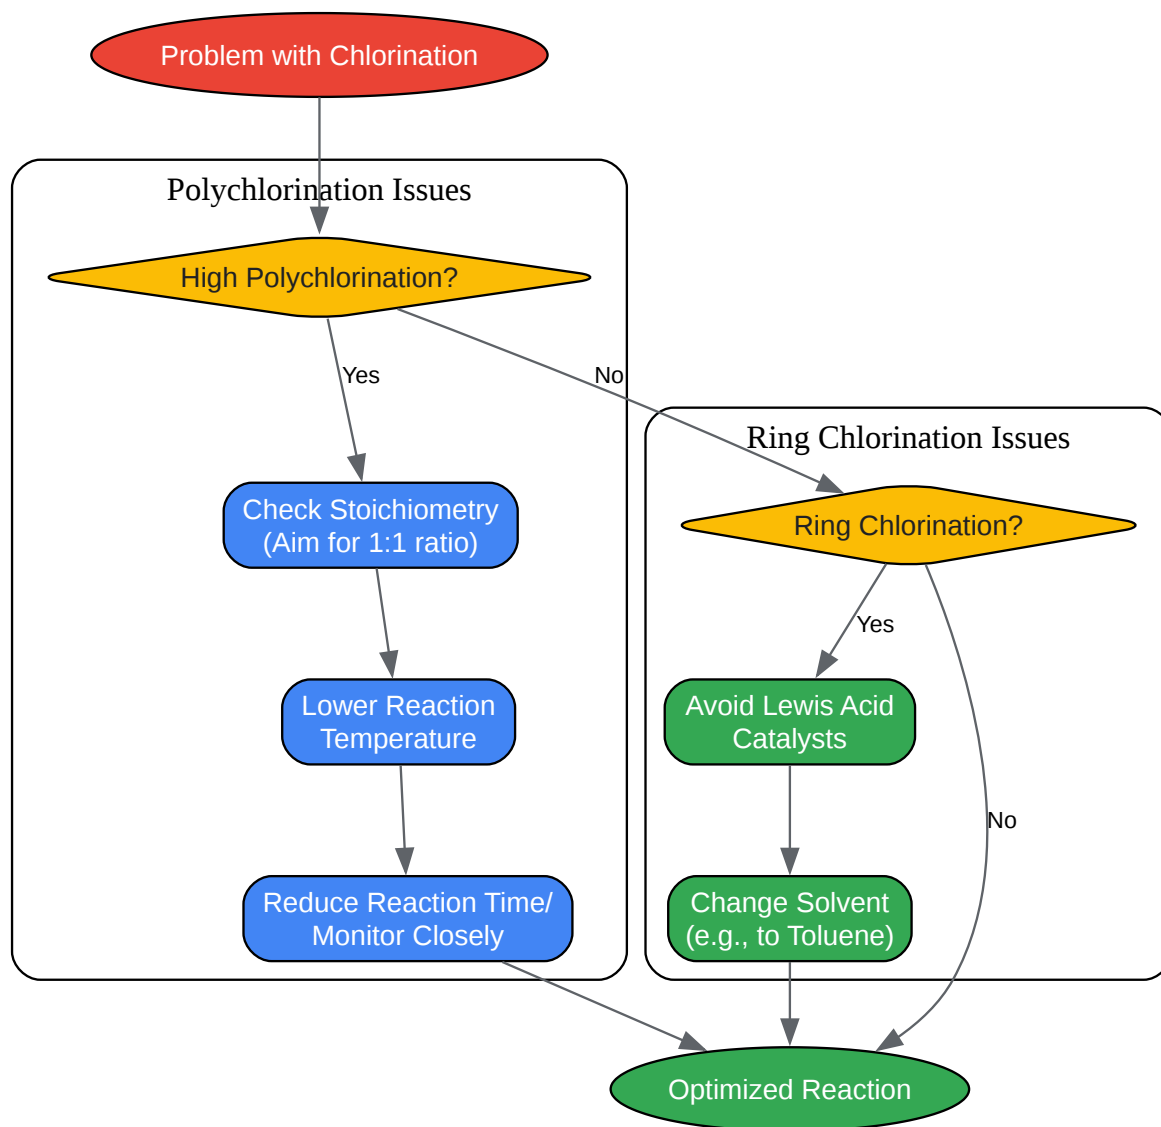 Problem with Chlorination
Polychlorination Issues
High Polychlorination?
Yes
No
Check Stoichiometry
(Aim for 1:1 ratio)
Lower Reaction
Temperature
Reduce Reaction Time/
Monitor Closely
Ring Chlorination Issues
Ring Chlorination?
Yes
No
Avoid Lewis Acid
Catalysts
Change Solvent
(e.g., to Toluene)
Optimized Reaction